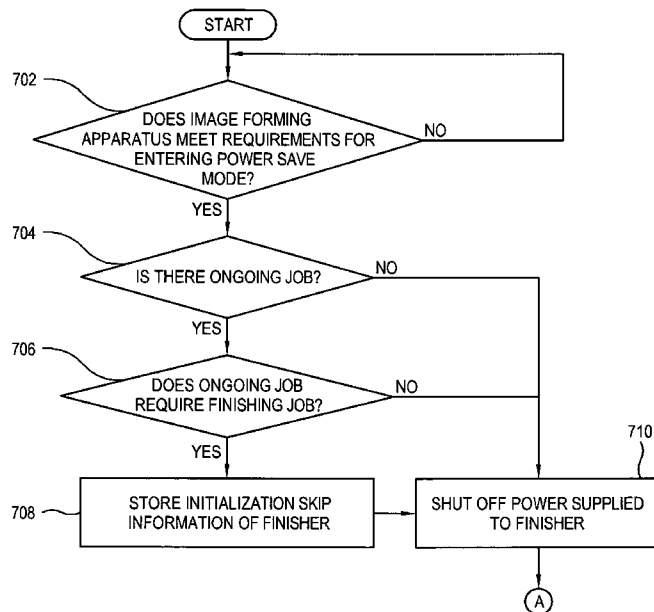 START
702
DOES IMAGE FORMING
APPARATUS MEET REQUIREMENTS FOR
ENTERING POWER SAVE
MODE?
NO
YES
704
IS THERE ONGOING JOB?
NO
YES
706
DOES ONGOING JOB
REQUIRE FINISHING JOB?
NO
YES
708
STORE INITIALIZATION SKIP
INFORMATION OF FINISHER
710
SHUT OFF POWER SUPPLIED
TO FINISHER
A